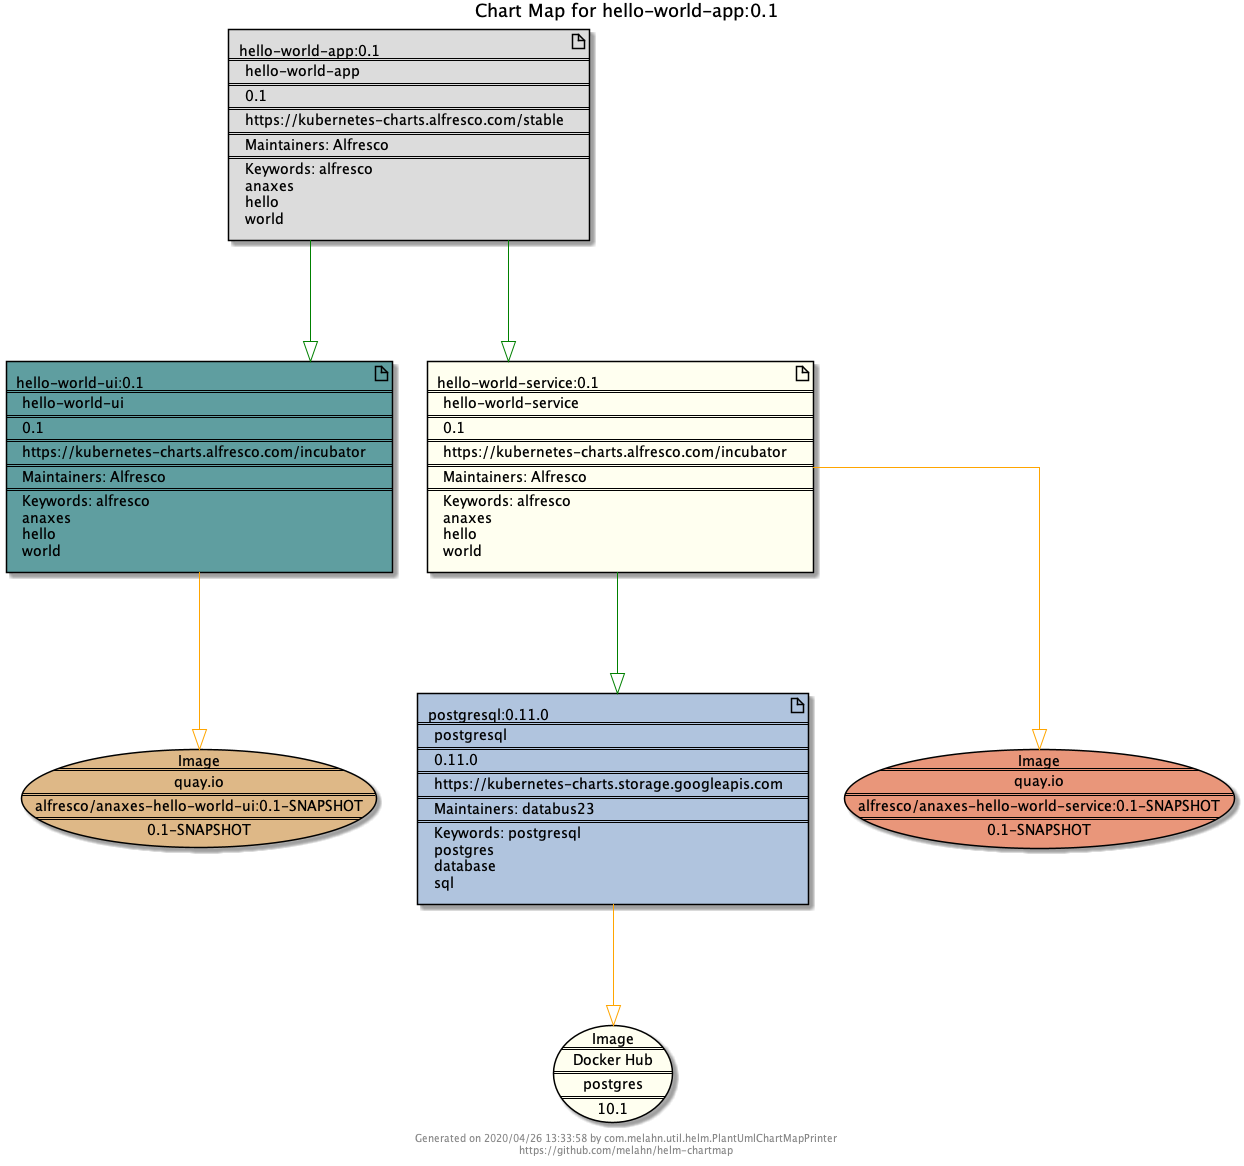 Chart Map for hello-world-app:0.1
hello-world-app:0.1
hello-world-app
0.1
https://kubernetes-charts.alfresco.com/stable
Maintainers: Alfresco
Keywords: alfresco
anaxes
hello
world
hello-world-ui:0.1
hello-world-ui
0.1
https://kubernetes-charts.alfresco.com/incubator
Maintainers: Alfresco
Keywords: alfresco
anaxes
hello
world
hello-world-service:0.1
hello-world-service
0.1
https://kubernetes-charts.alfresco.com/incubator
Maintainers: Alfresco
Keywords: alfresco
anaxes
hello
world
Image
quay.io
alfresco/anaxes-hello-world-ui:0.1-SNAPSHOT
0.1-SNAPSHOT
postgresql:0.11.0
postgresql
0.11.0
https://kubernetes-charts.storage.googleapis.com
Maintainers: databus23
Keywords: postgresql
postgres
database
sql
Image
quay.io
alfresco/anaxes-hello-world-service:0.1-SNAPSHOT
0.1-SNAPSHOT
Image
Docker Hub
postgres
10.1
Generated on 2020/04/26 13:33:58 by com.melahn.util.helm.PlantUmlChartMapPrinter
https://github.com/melahn/helm-chartmap